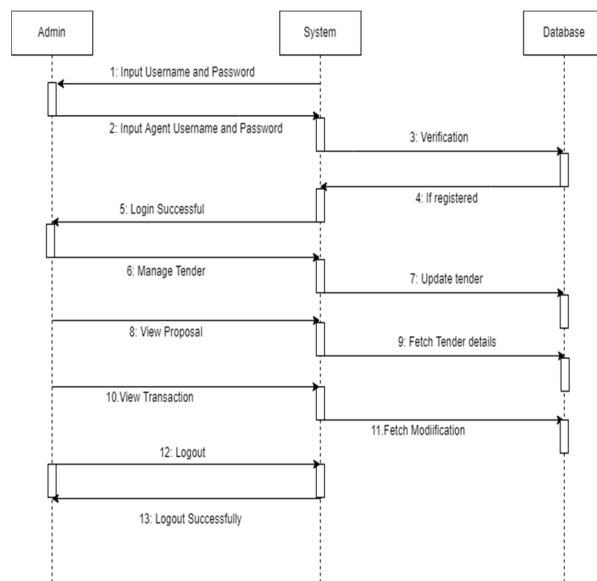 Admin
System
Database
1: Input Username and Password
2: Input Agent Username and Password
3: Verification
4: If registered
5: Login Successful
6: Manage Tender
7: Update tender
8: View Proposal
9: Fetch Tender details
10.View Transaction
11.Fetch Modiification
12: Logout
13: Logout Successfully